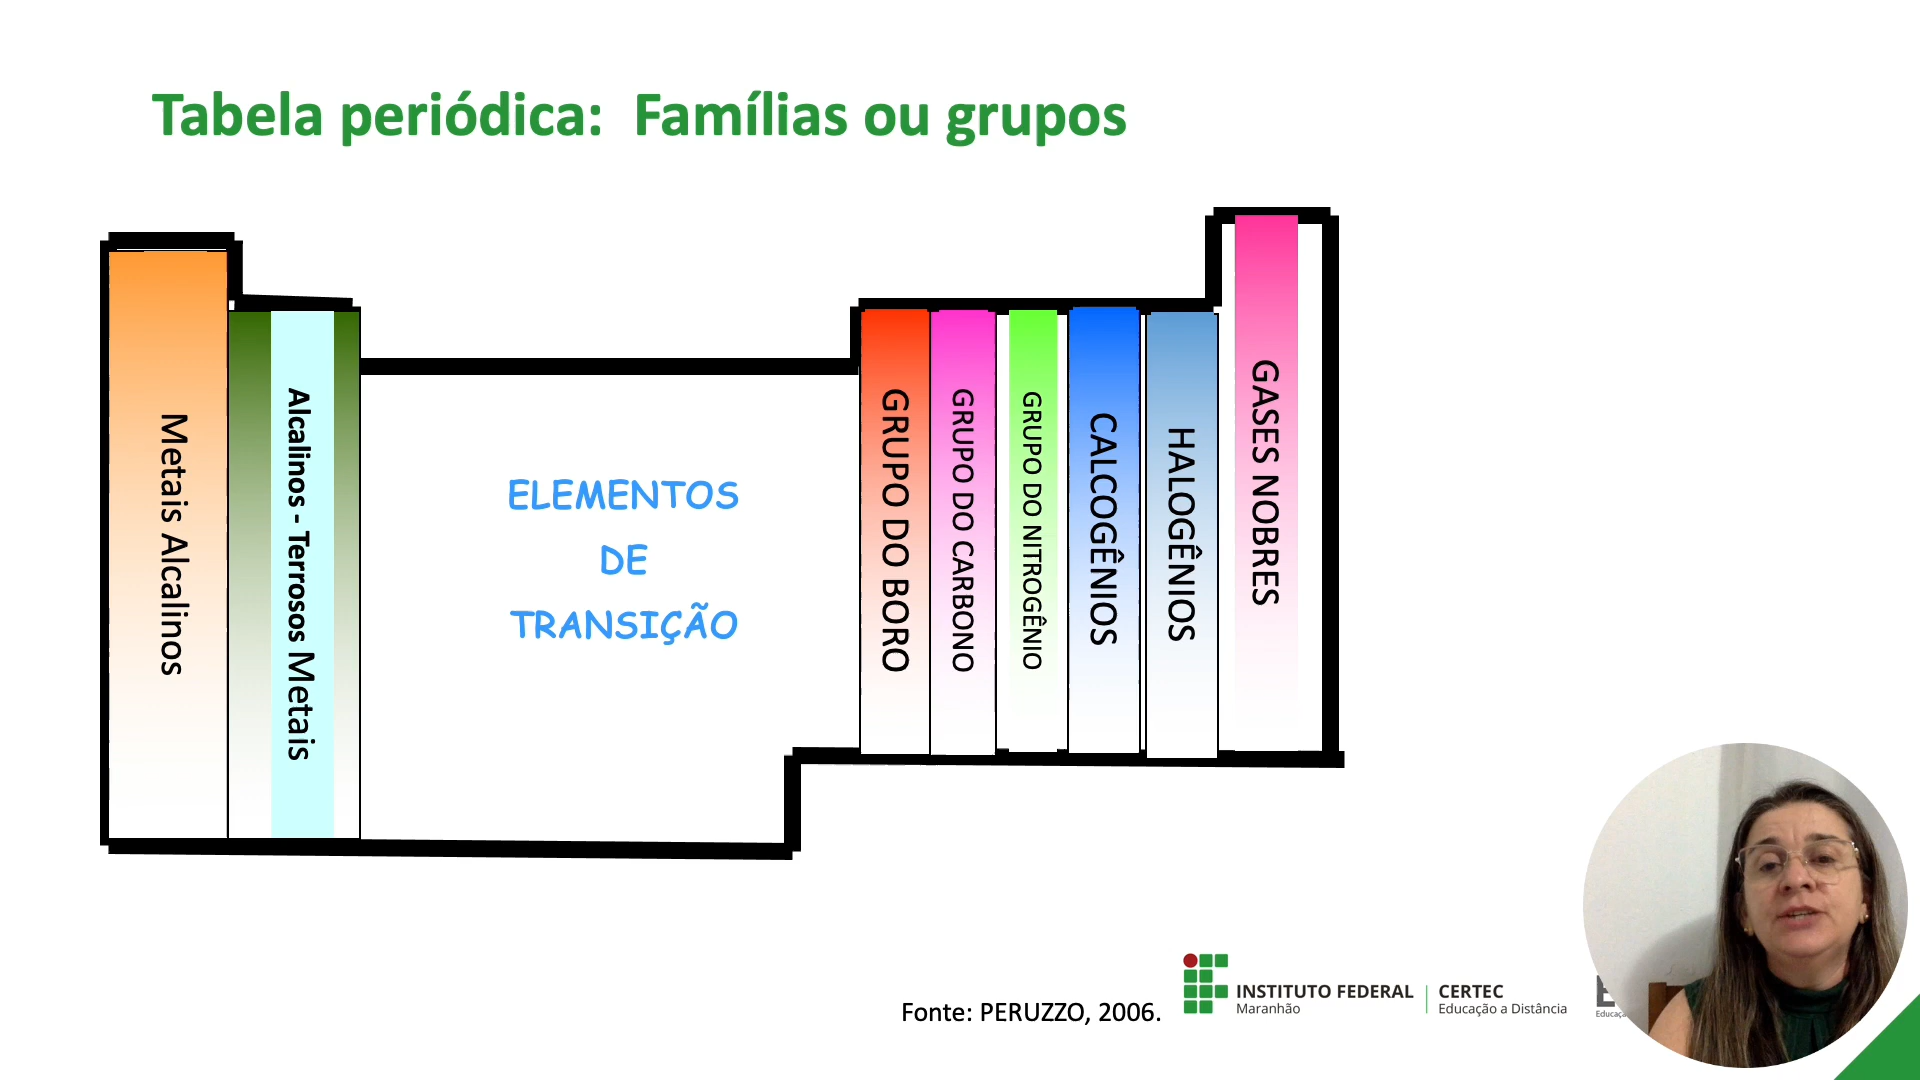 Tabela periódica: Famílias ou grupos
Metais Alcalinos
Alcalinos - Terrosos Metais
ELEMENTOS
DE
TRANSIÇÃO
GRUPO DO BORO
GRUPO DO CARBONO
GRUPO DO NITROGÊNIO
CALCOGÊNIOS
HALOGÊNIOS
GASES NOBRES
Fonte: PERUZZO, 2006.
INSTITUTO FEDERAL
Maranhão
CERTEC
Educação a Distância